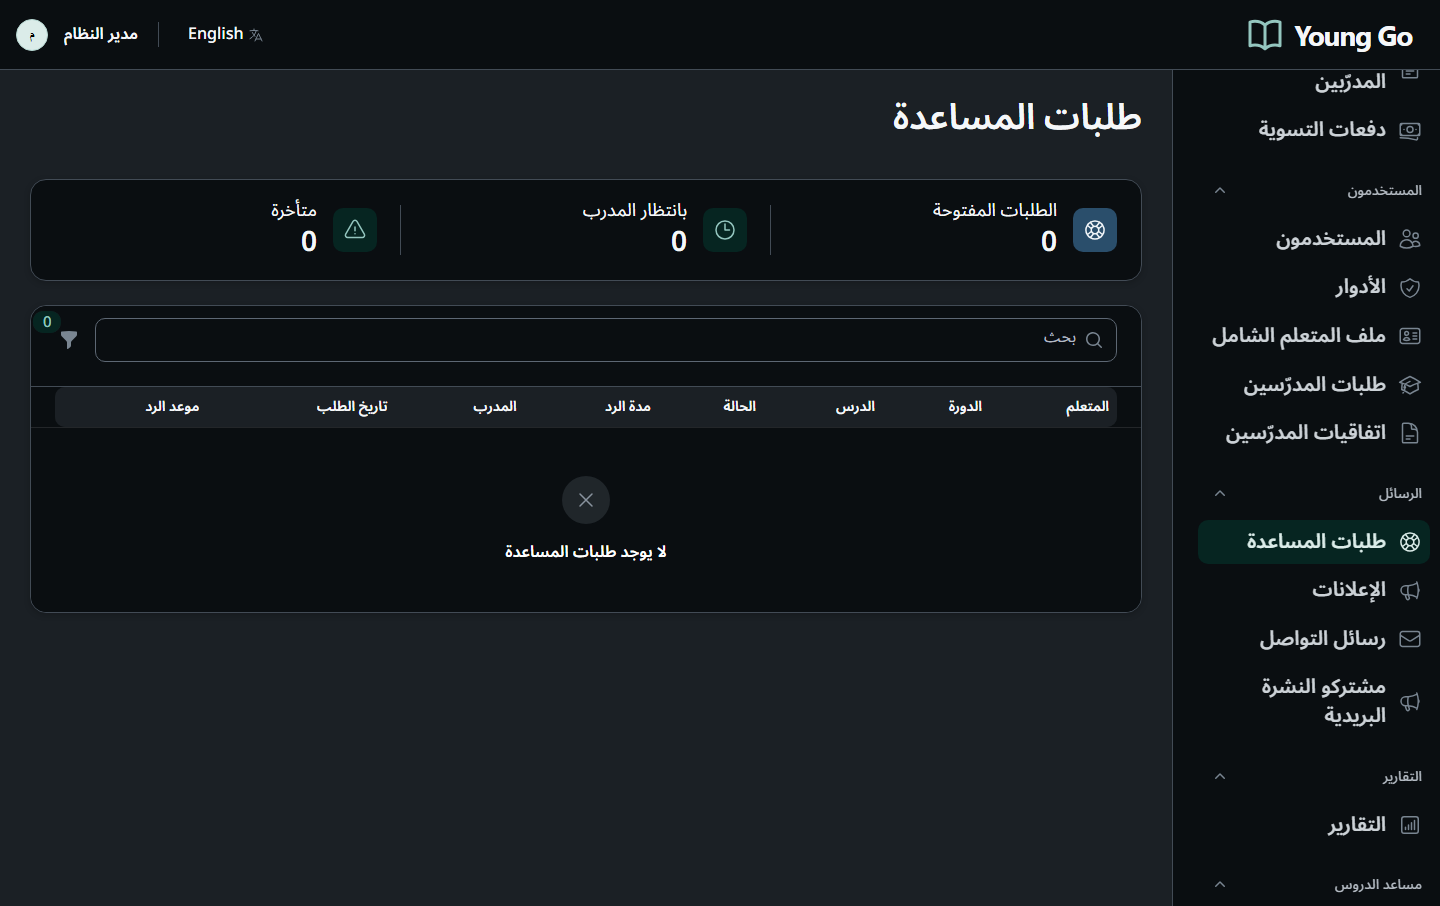 Young Go
English
مدير النظام
م
المدرّبين
دفعات التسوية
المستخدمون
المستخدمون
الأدوار
ملف المتعلم الشامل
طلبات المدرّسين
اتفاقيات المدرّسين
الرسائل
طلبات المساعدة
الإعلانات
رسائل التواصل
مشتركو النشرة
البريدية
التقارير
التقارير
مساعد الدروس
طلبات المساعدة
الطلبات المفتوحة
0
بانتظار المدرب
0
متأخرة
0
بحث
0
المتعلم الدورة الدرس الحالة مدة الرد المدرب تاريخ الطلب موعد الرد
لا يوجد طلبات المساعدة